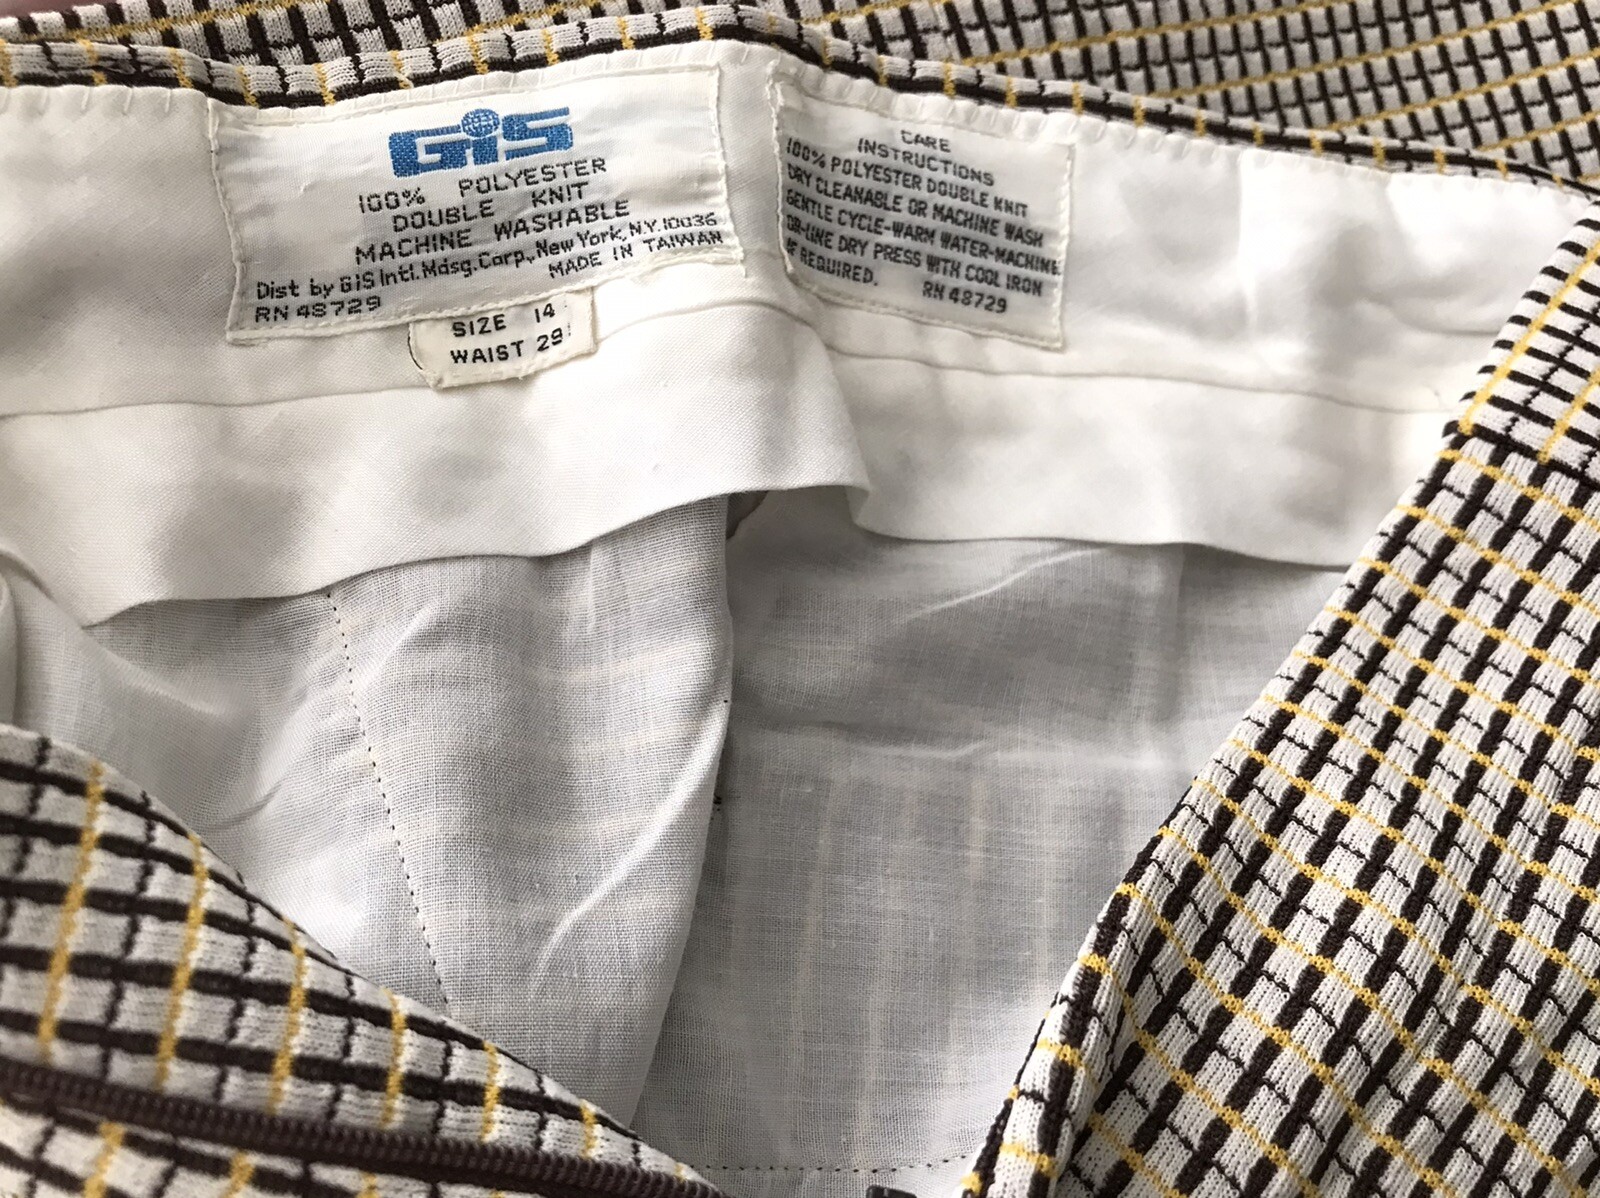 GiS
100% POLYESTER
DOUBLE KNIT
MACHINE WASHABLE
Dist by GiS Intl. Mdsg. Corp., New York, N.Y. 10036
MADE IN TAIWAN
RN 48729
SIZE 14
WAIST 29
CARE
INSTRUCTIONS
100% POLYESTER DOUBLE KNIT
DRY CLEANABLE OR MACHINE WASH
GENTLE CYCLE-WARM WATER-MACHINE
OR-LINE DRY PRESS WITH COOL IRON
IF REQUIRED. RN 48729